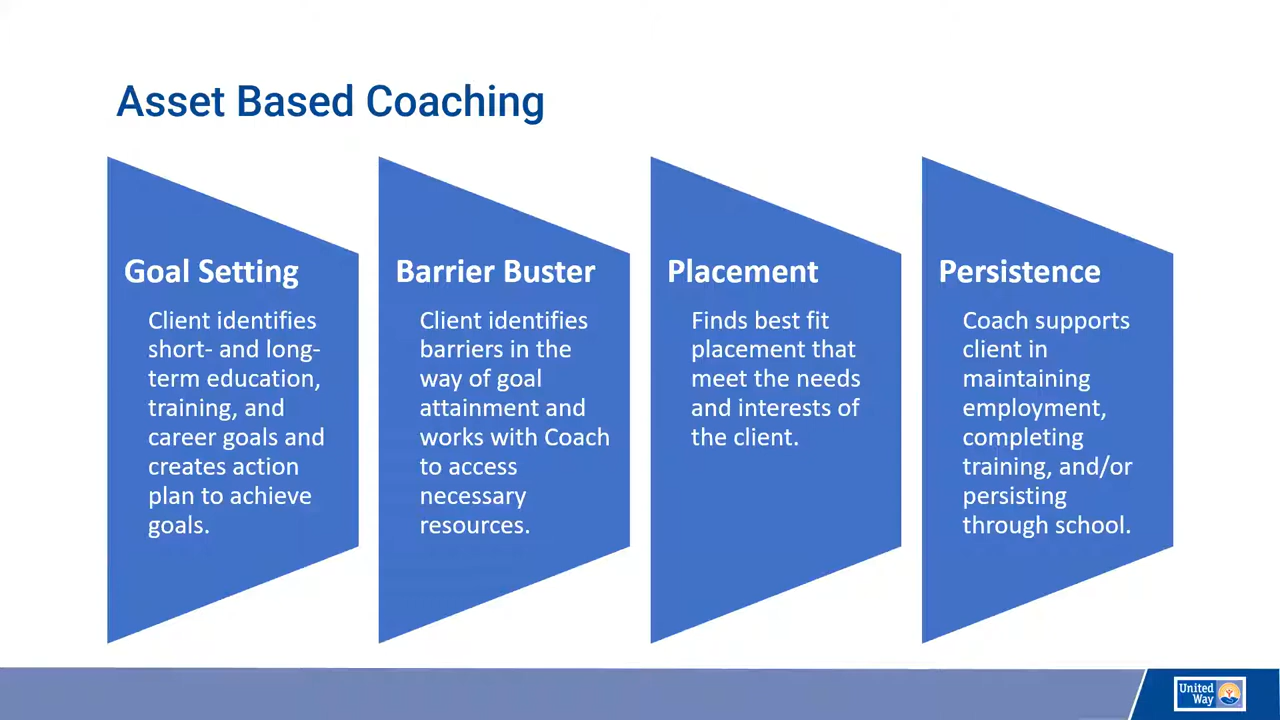 Asset Based Coaching
Goal Setting
Client identifies
short- and long-
term education,
training, and
career goals and
creates action
plan to achieve
goals.
Barrier Buster
Client identifies
barriers in the
way of goal
attainment and
works with Coach
to access
necessary
resources.
Placement
Finds best fit
placement that
meet the needs
and interests of
the client.
Persistence
Coach supports
client in
maintaining
employment,
completing
training, and/or
persisting
through school.
United
Way